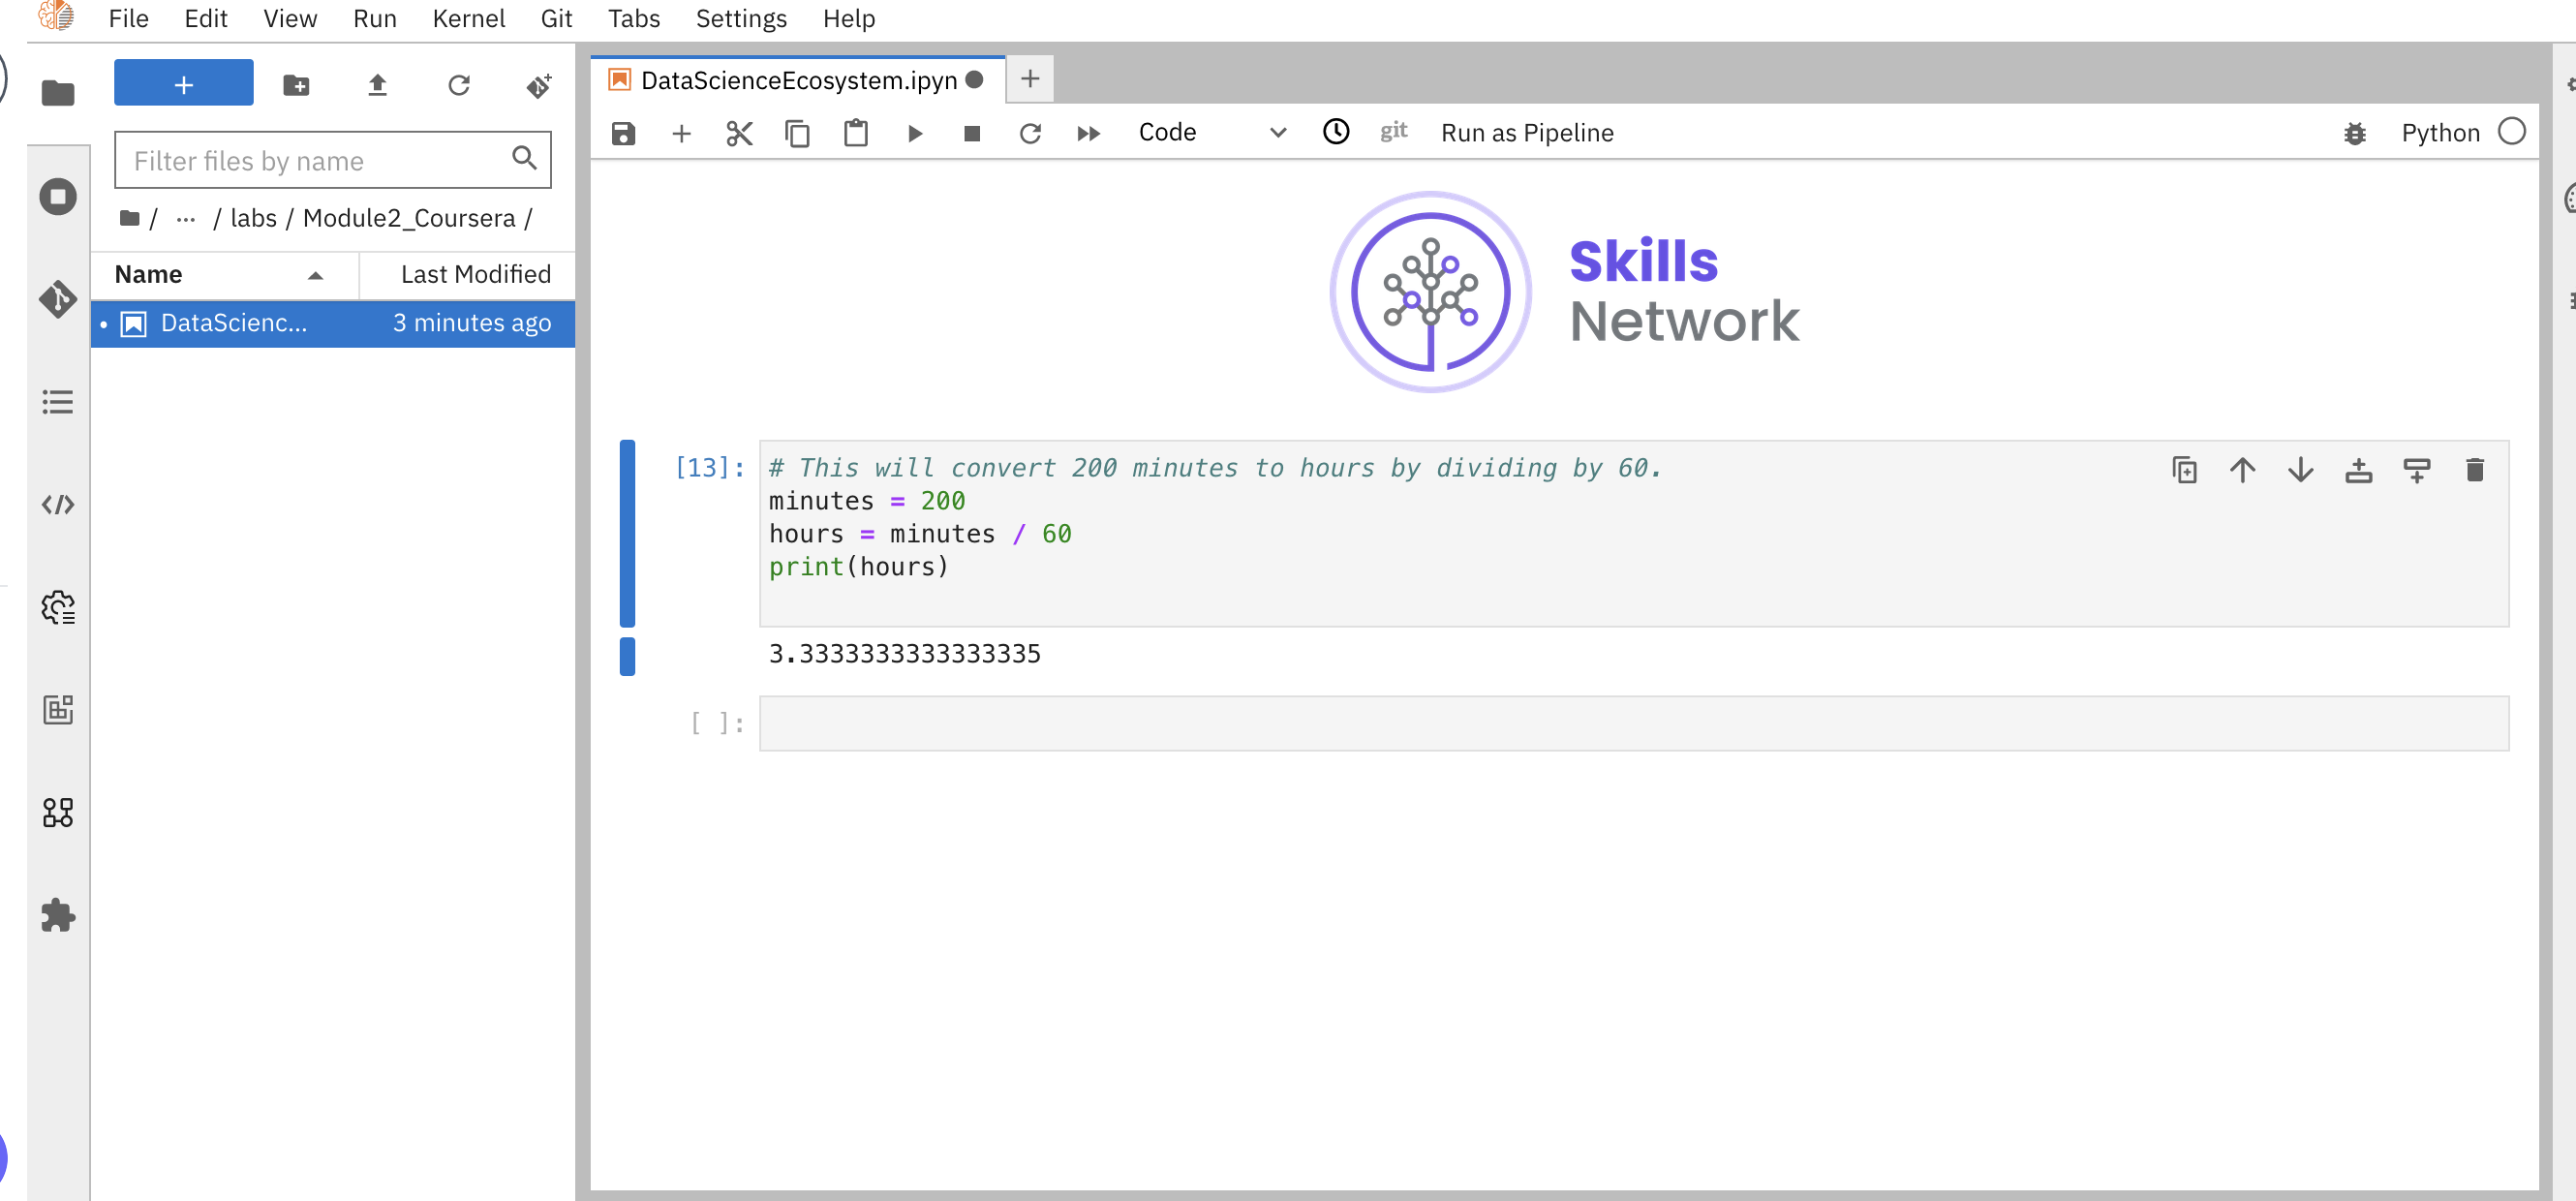 File Edit View Run Kernel Git Tabs Settings Help
Filter files by name
/ ... / labs / Module2_Coursera /
Name Last Modified
DataScienc... 3 minutes ago
DataScienceEcosystem.ipyn
Code git Run as Pipeline Python
Skills
Network
[13]: # This will convert 200 minutes to hours by dividing by 60.
minutes = 200
hours = minutes / 60
print(hours)
3.3333333333333335
[ ]: